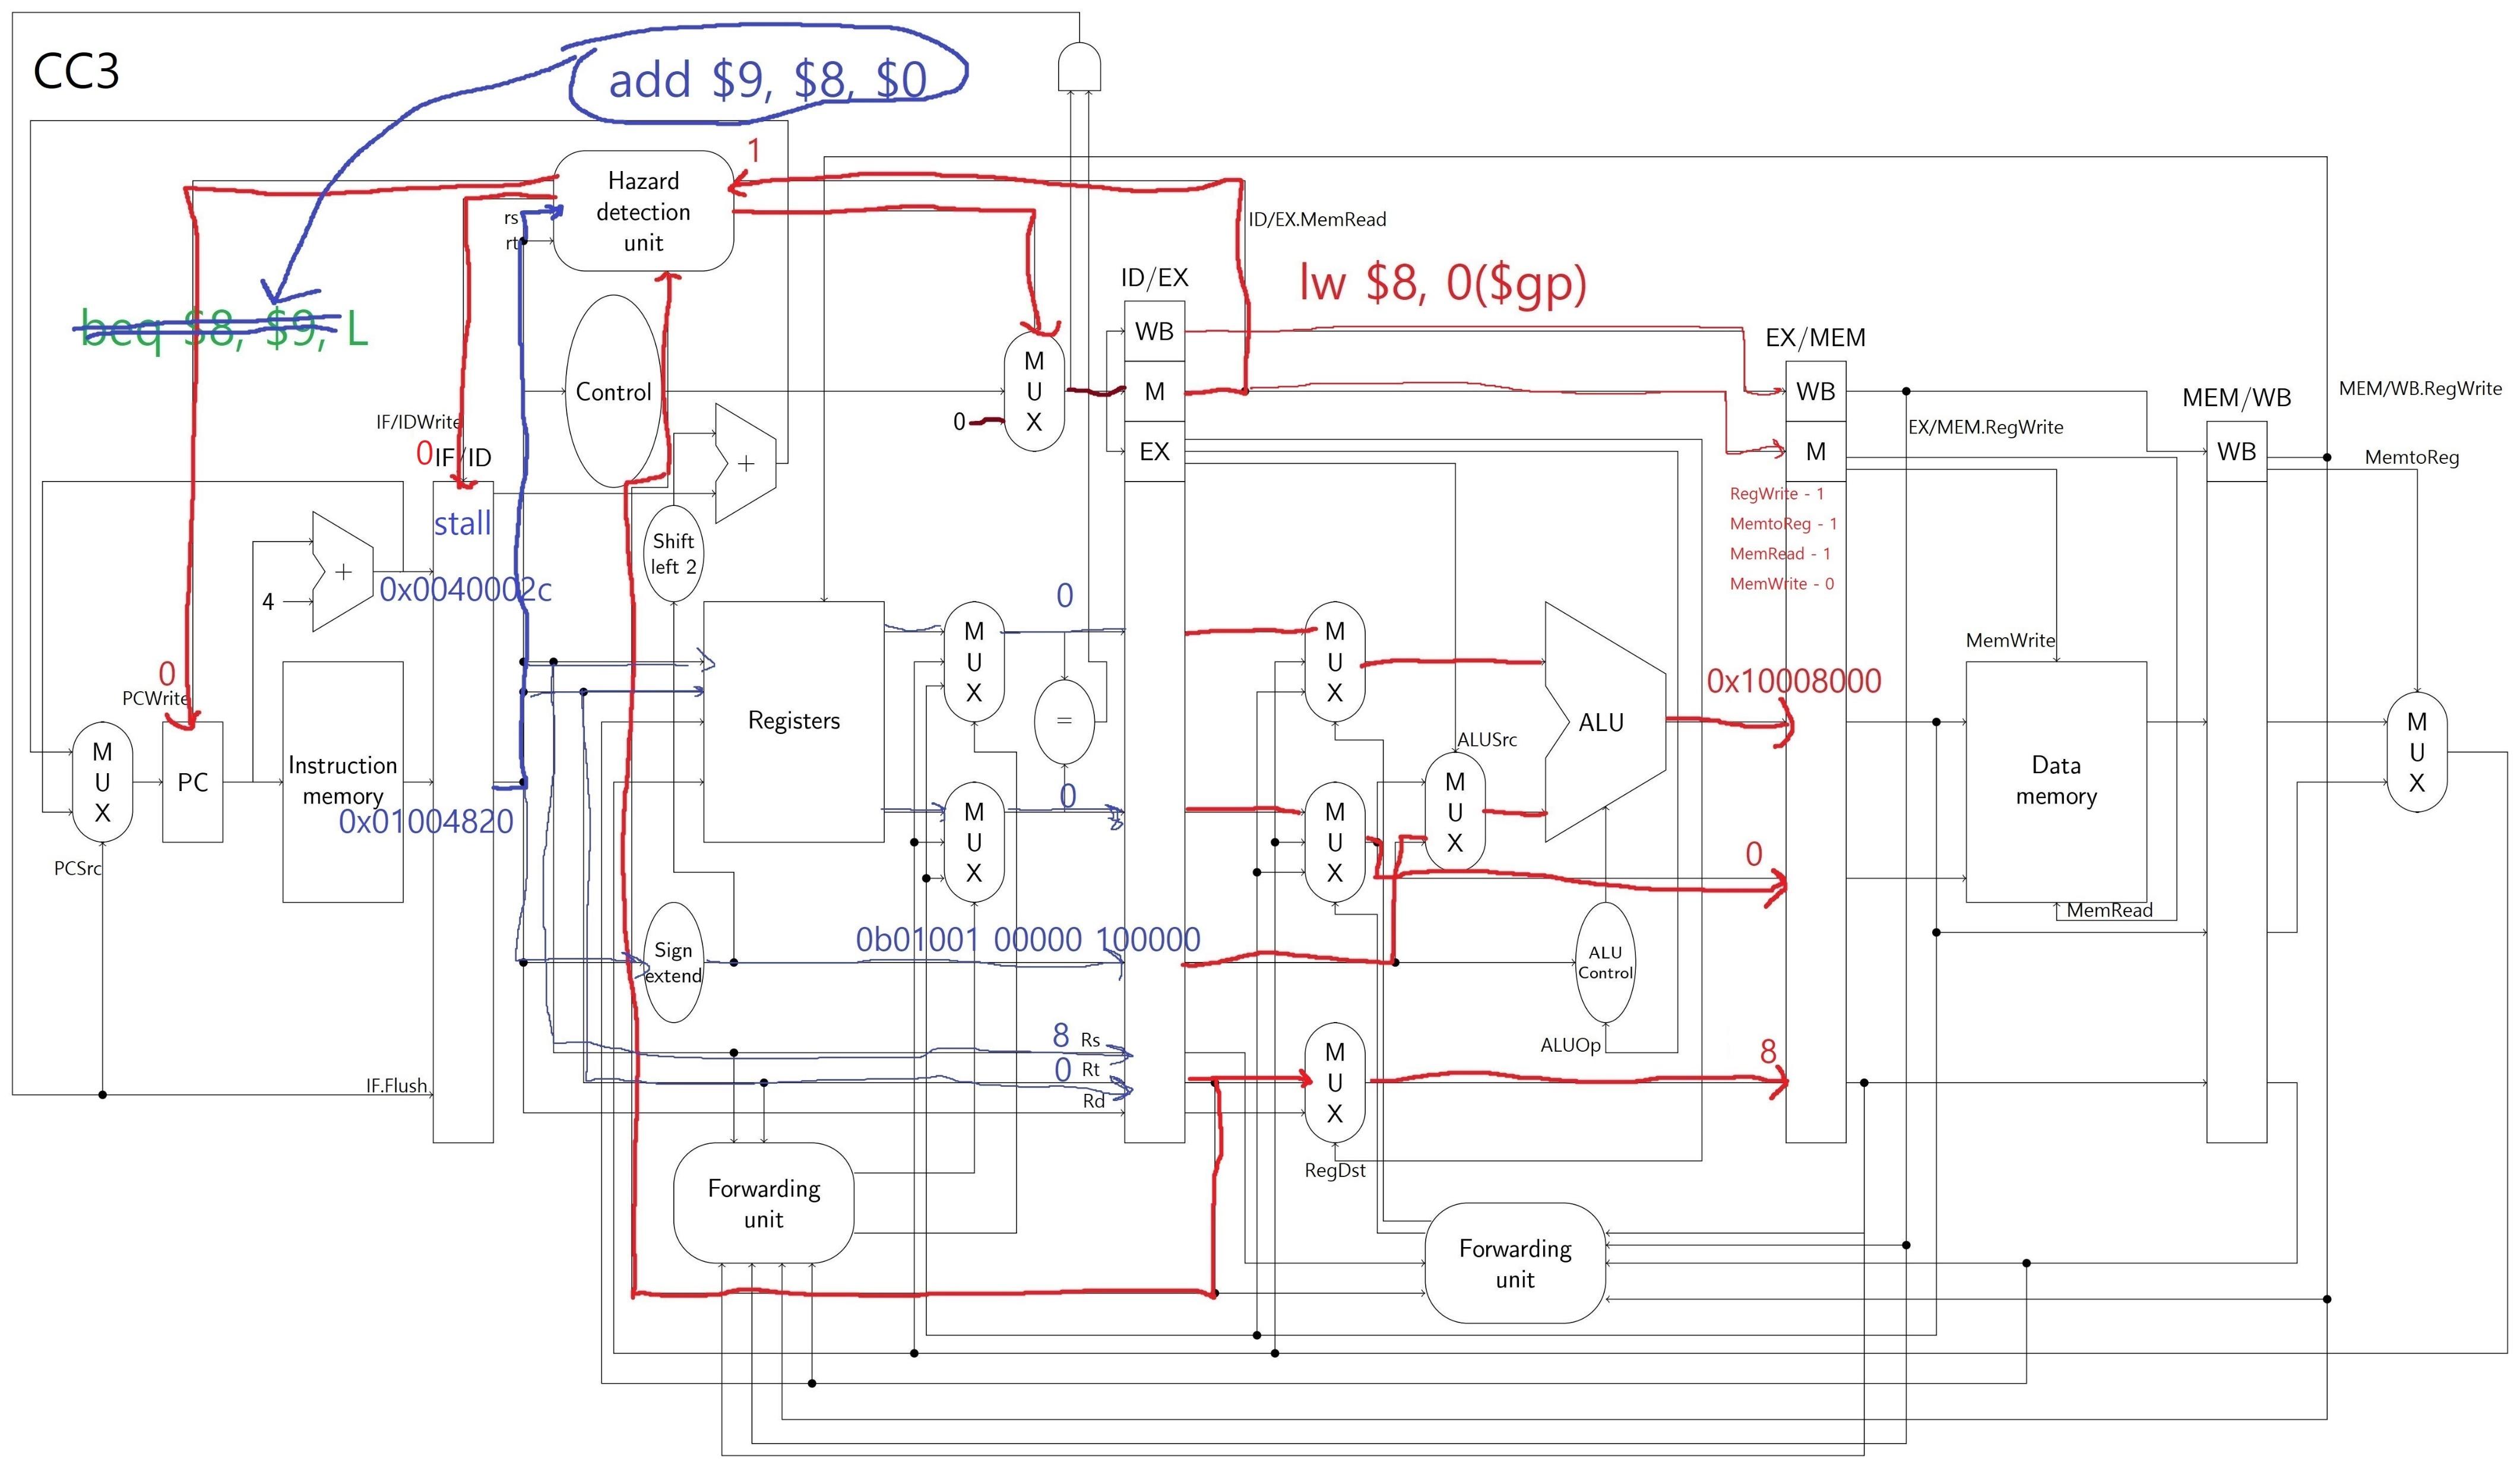 CC3
add $9, $8, $0
1
Hazard
detection
unit
rs
rt
ID/EX.MemRead
ID/EX
lw $8, 0($gp)
beq $8, $9, L
WB
EX/MEM
M
U
X
Control
M
WB
MEM/WB
MEM/WB.RegWrite
0
IF/IDWrite
EX/MEM.RegWrite
0
IF/ID
+
EX
M
WB
MemtoReg
RegWrite - 1
stall
MemtoReg - 1
Shift
left 2
MemRead - 1
+
4
0x0040002c
0
MemWrite - 0
M
U
X
M
U
X
MemWrite
0
PCWrite
0x10008000
Registers
=
ALU
ALUSrc
M
U
X
PC
Instruction
memory
0x01004820
M
U
X
0
M
U
X
M
U
X
Data
memory
M
U
X
PCSrc
0
MemRead
0b01001 00000 100000
Sign
extend
ALU
Control
8 Rs
0 Rt
Rd
M
U
X
ALUOp
8
IF.Flush
RegDst
Forwarding
unit
Forwarding
unit